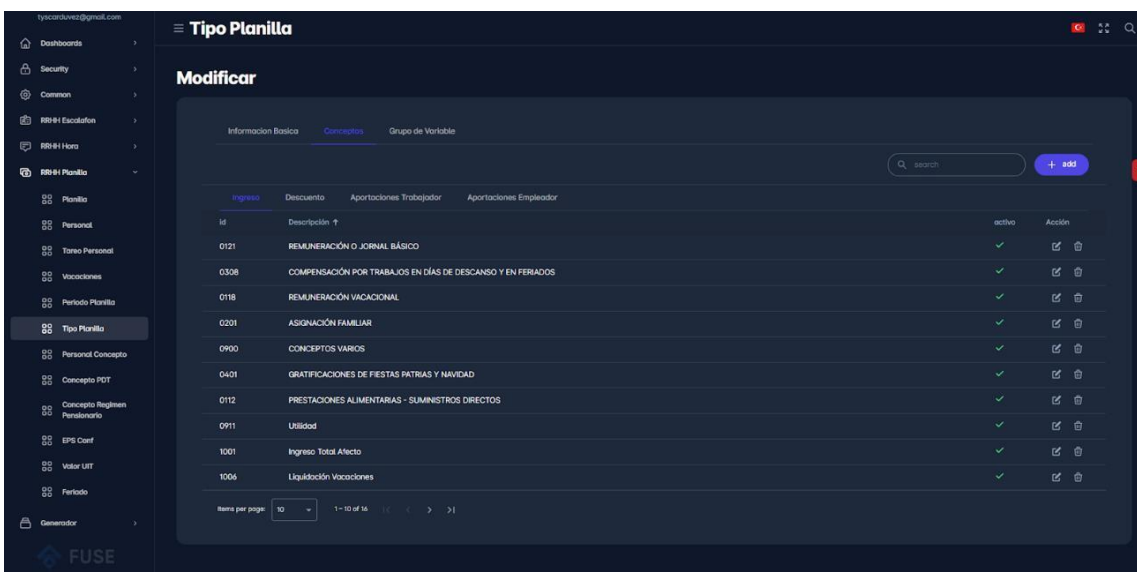 tyscarduvez@gmail.com
Dashboards
Security
Common
RRHH Escalafon
RRHH Hora
RRHH Planilla
Planilla
Personal
Tareo Personal
Vacaciones
Periodo Planilla
Tipo Planilla
Personal Concepto
Concepto PDT
Concepto Regimen
Pensionario
EPS Conf
Valor UIT
Feriado
Generador
FUSE
Tipo Planilla
Modificar
Informacion Basica Conceptos Grupo de Variable
search + add
Ingreso Descuento Aportaciones Trabajador Aportaciones Empleador
id Descripción ↑ activo Acción
0121 REMUNERACIÓN O JORNAL BÁSICO
0308 COMPENSACIÓN POR TRABAJOS EN DÍAS DE DESCANSO Y EN FERIADOS
0118 REMUNERACIÓN VACACIONAL
0201 ASIGNACIÓN FAMILIAR
0900 CONCEPTOS VARIOS
0401 GRATIFICACIONES DE FIESTAS PATRIAS Y NAVIDAD
0112 PRESTACIONES ALIMENTARIAS - SUMINISTROS DIRECTOS
0911 Utilidad
1001 Ingreso Total Afecto
1006 Liquidación Vacaciones
Items per page: 10 1 – 10 of 16